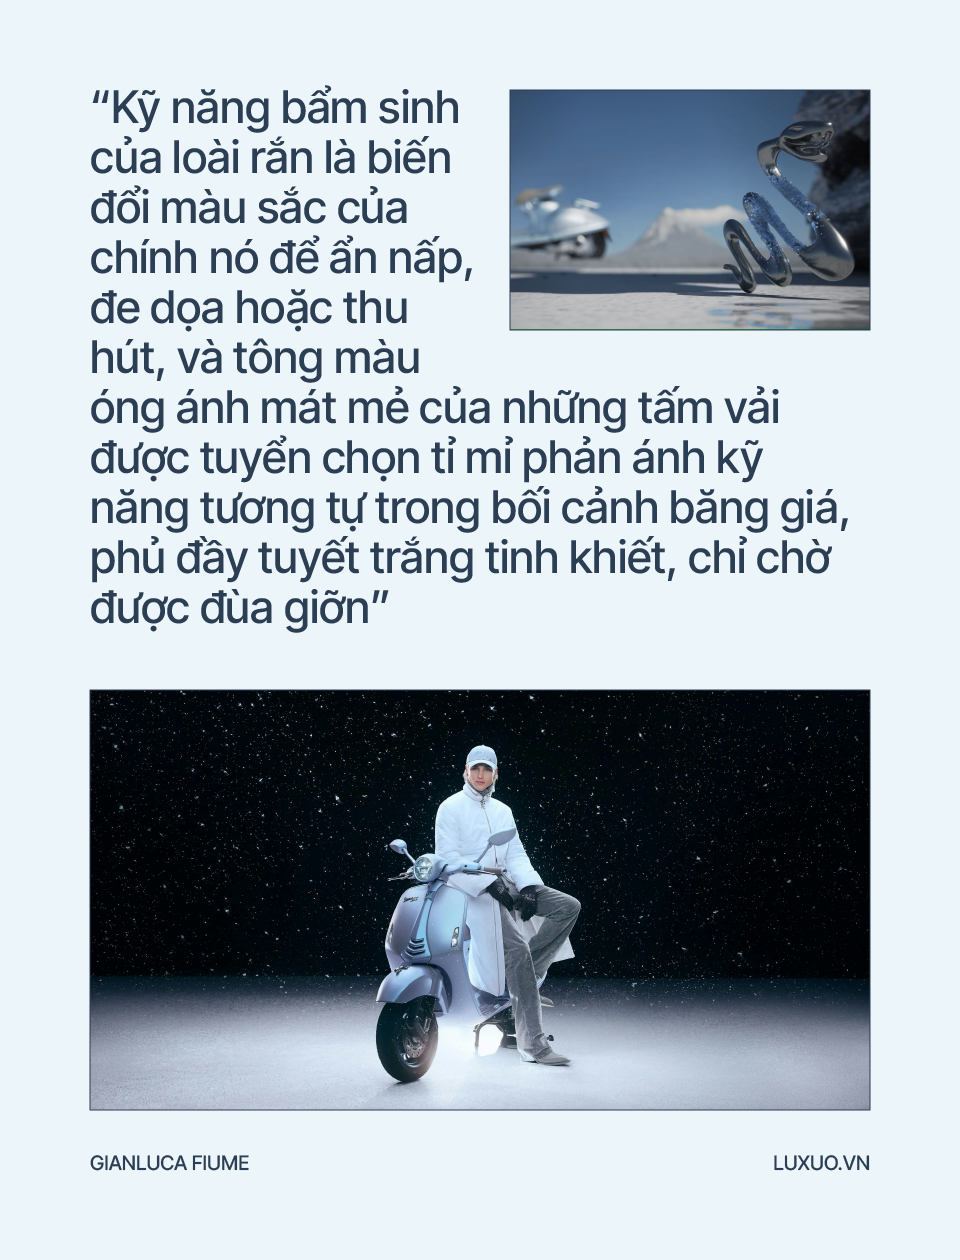 “Kỹ năng bẩm sinh
của loài rắn là biến
đổi màu sắc của
chính nó để ẩn nấp,
đe dọa hoặc thu
hút, và tông màu
óng ánh mát mẻ của những tấm vải
được tuyển chọn tỉ mỉ phản ánh kỹ
năng tương tự trong bối cảnh băng giá,
phủ đầy tuyết trắng tinh khiết, chỉ chờ
được đùa giỡn”
GIANLUCA FIUME
LUXUO.VN